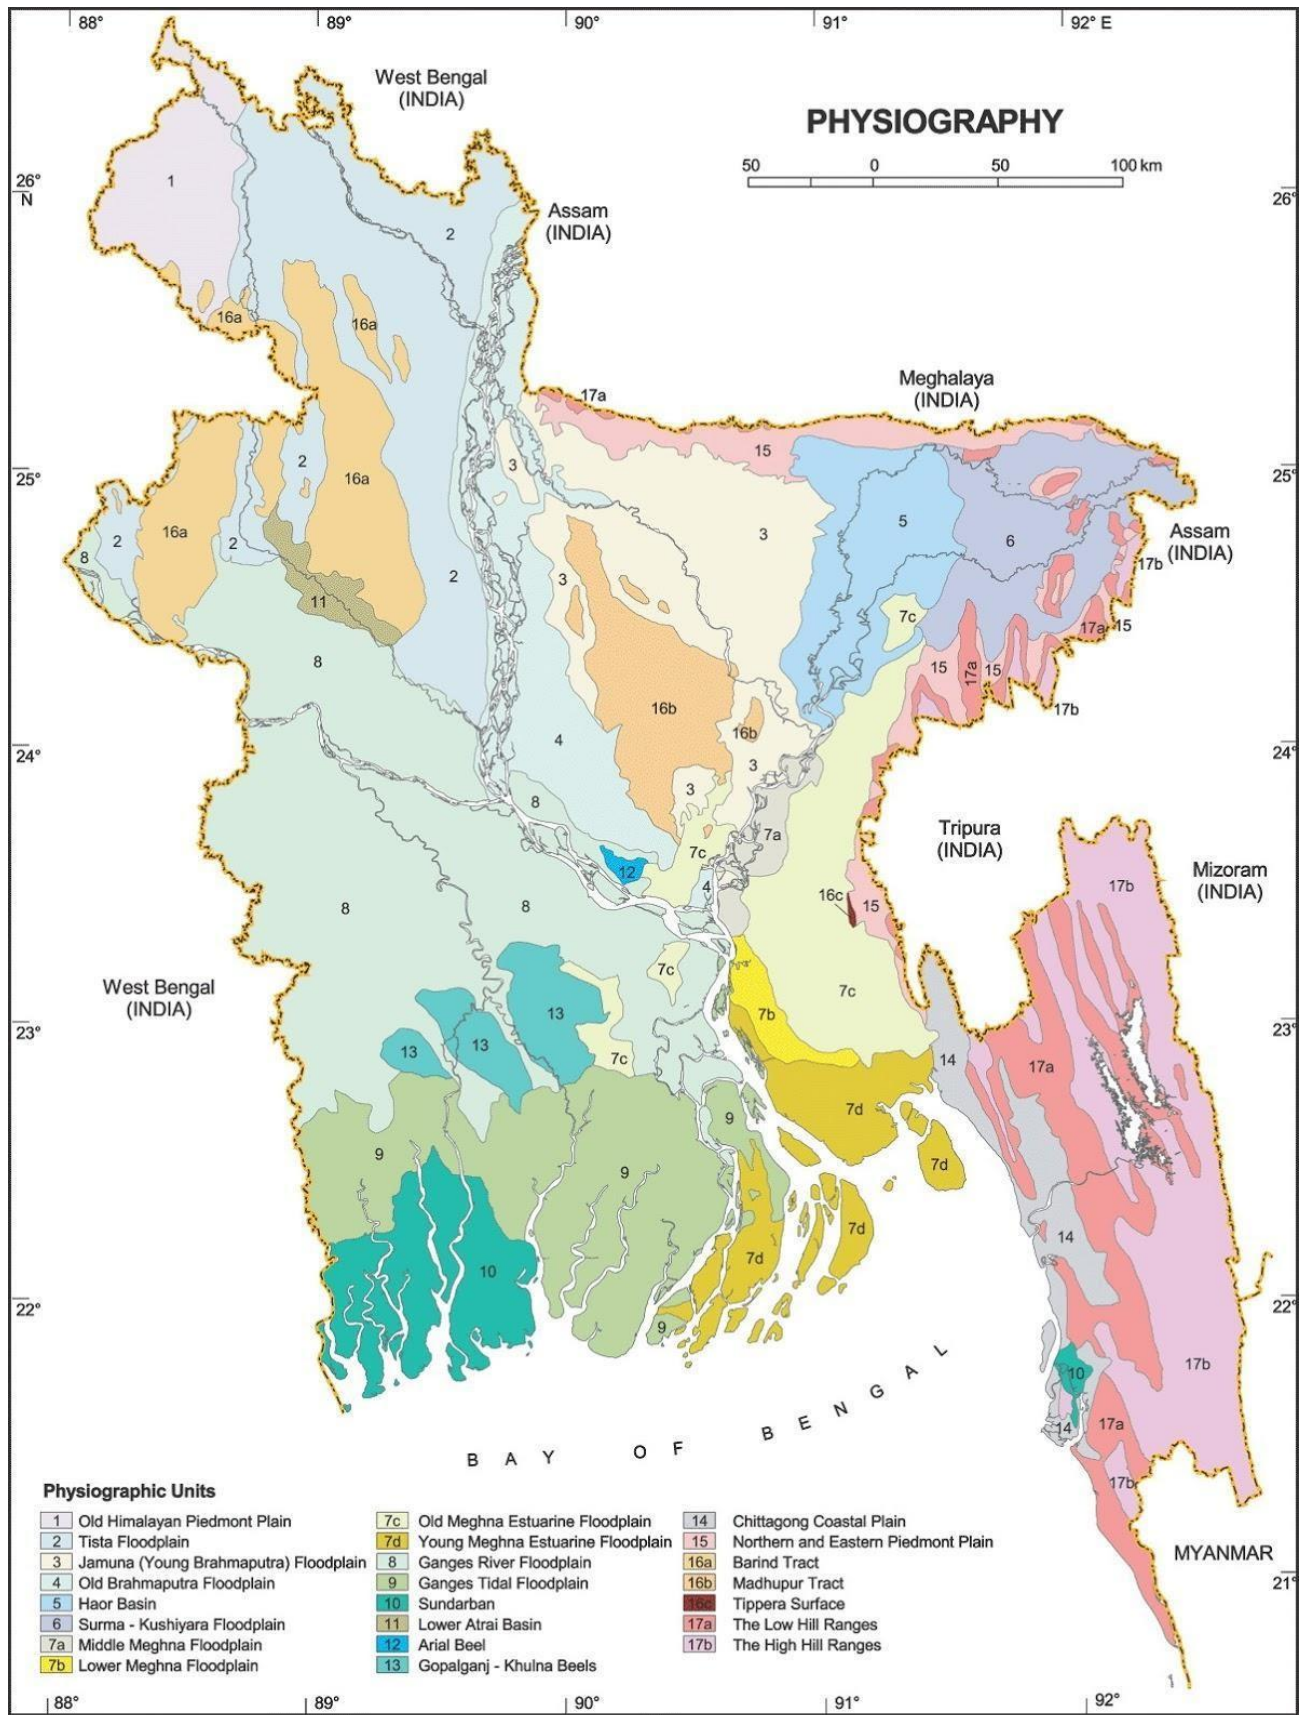 88° 89° 90° 91° 92° E
West Bengal
(INDIA)
PHYSIOGRAPHY
50 0 50 100 km
1
26°
N
26°
Assam
(INDIA)
2
16a
16a
Meghalaya
(INDIA)
17a
15
2
3
25°
25°
16a
5
3
16a
6
Assam
(INDIA)
2
2
8
17b
3
2
11
7c
17a
15
8
15
17a
15
16b
17b
16b
4
24°
24°
3
3
8
7a
Tripura
(INDIA)
7c
12
4
Mizoram
(INDIA)
17b
16c
15
8
8
7c
West Bengal
(INDIA)
7c
13
7b
23°
23°
13
13
7c
14
17a
7d
9
9
9
7d
7d
14
7d
10
22°
22°
9
17b
10
BAY OF BENGAL
17a
14
17b
Physiographic Units
MYANMAR
21°
1 Old Himalayan Piedmont Plain
2 Tista Floodplain
3 Jamuna (Young Brahmaputra) Floodplain
4 Old Brahmaputra Floodplain
5 Haor Basin
6 Surma - Kushiyara Floodplain
7a Middle Meghna Floodplain
7b Lower Meghna Floodplain
7c Old Meghna Estuarine Floodplain
7d Young Meghna Estuarine Floodplain
8 Ganges River Floodplain
9 Ganges Tidal Floodplain
10 Sundarban
11 Lower Atrai Basin
12 Arial Beel
13 Gopalganj - Khulna Beels
14 Chittagong Coastal Plain
15 Northern and Eastern Piedmont Plain
16a Barind Tract
16b Madhupur Tract
16c Tippera Surface
17a The Low Hill Ranges
17b The High Hill Ranges
88° 89° 90° 91° 92°